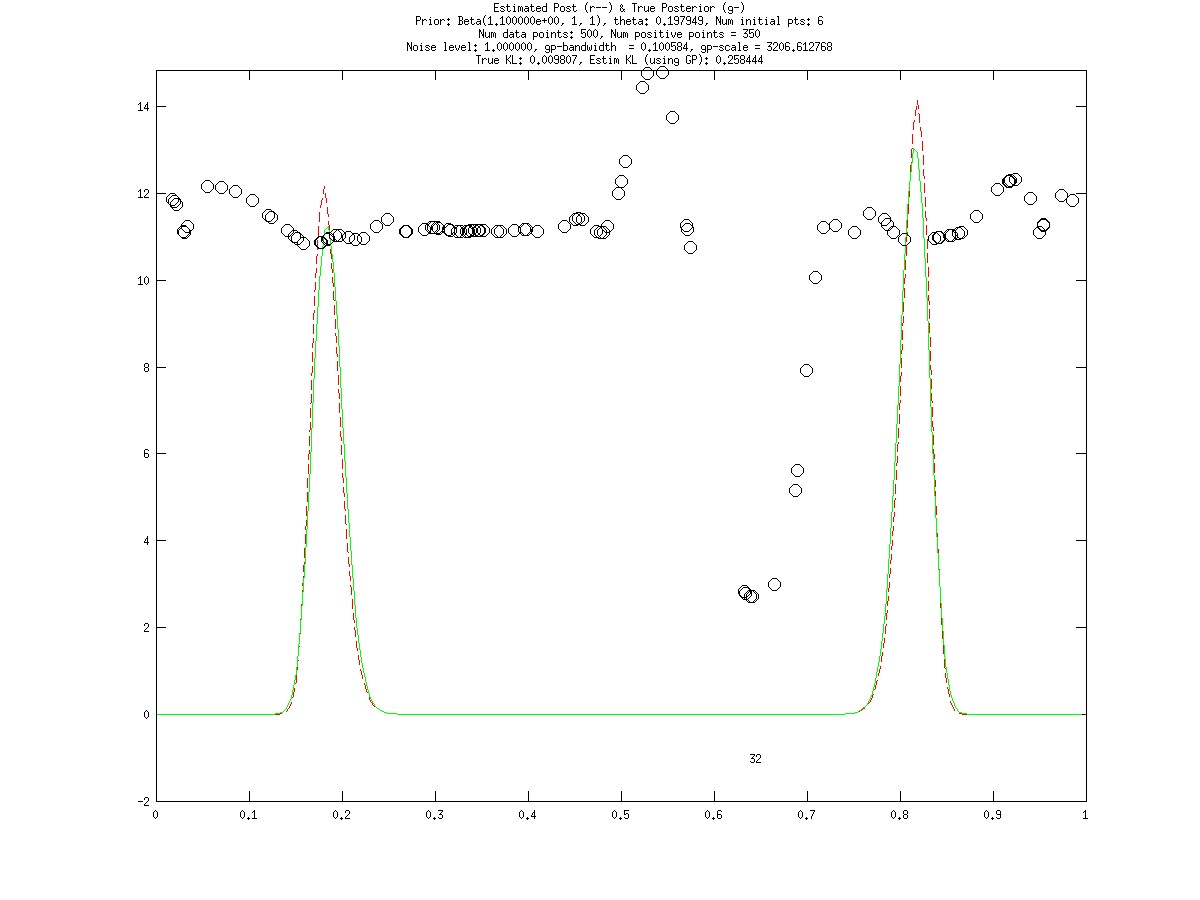 Estimated Post (r--) & True Posterior (g-)
Prior: Beta(1.100000e+00, 1, 1), theta: 0.197949, Num initial pts: 6
Num data points: 500, Num positive points = 350
Noise level: 1.000000, gp-bandwidth  = 0.100584, gp-scale = 3206.612768
True KL: 0.009807, Estim KL (using GP): 0.258444
14
12
10
8
6
4
2
0
32
-2
0 0.1 0.2 0.3 0.4 0.5 0.6 0.7 0.8 0.9 1